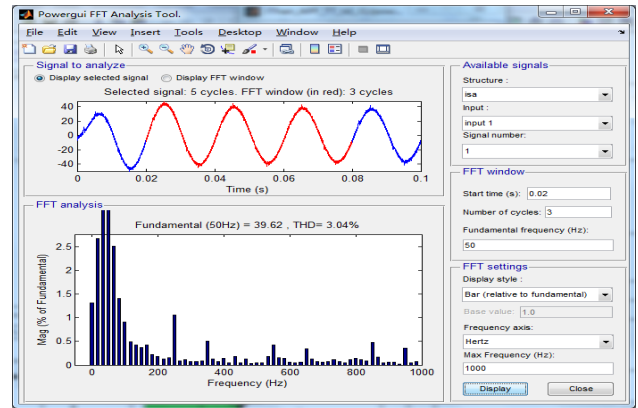 Powergui FFT Analysis Tool.
File Edit View Insert Tools Desktop Window Help
Signal to analyze
Display selected signal Display FFT window
Selected signal: 5 cycles. FFT window (in red): 3 cycles
40
20
0
-20
-40
0 0.02 0.04 0.06 0.08 0.1
Time (s)
FFT analysis
Fundamental (50Hz) = 39.62 , THD= 3.04%
Mag (% of Fundamental)
2.5
2
1.5
1
0.5
0
0 200 400 600 800 1000
Frequency (Hz)
Available signals
Structure :
isa
Input :
input 1
Signal number:
1
FFT window
Start time (s): 0.02
Number of cycles: 3
Fundamental frequency (Hz):
50
FFT settings
Display style :
Bar (relative to fundamental)
Base value: 1.0
Frequency axis:
Hertz
Max Frequency (Hz):
1000
Display Close